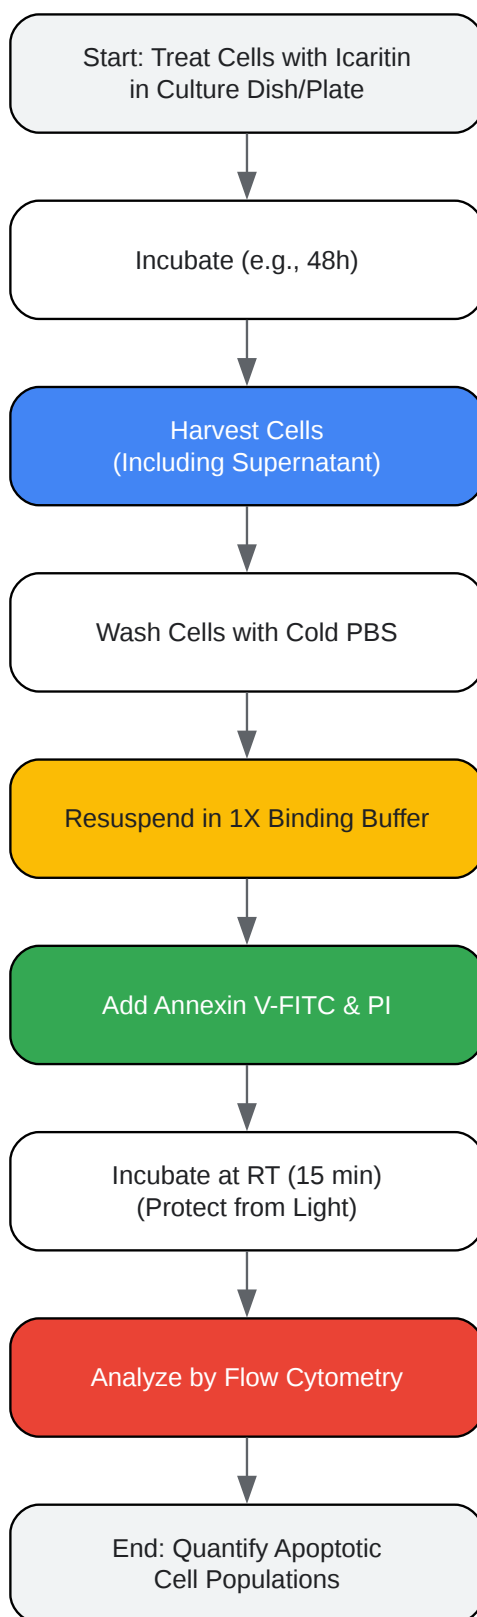 Start: Treat Cells with Icaritin
in Culture Dish/Plate
Incubate (e.g., 48h)
Harvest Cells
(Including Supernatant)
Wash Cells with Cold PBS
Resuspend in 1X Binding Buffer
Add Annexin V-FITC & PI
Incubate at RT (15 min)
(Protect from Light)
Analyze by Flow Cytometry
End: Quantify Apoptotic
Cell Populations